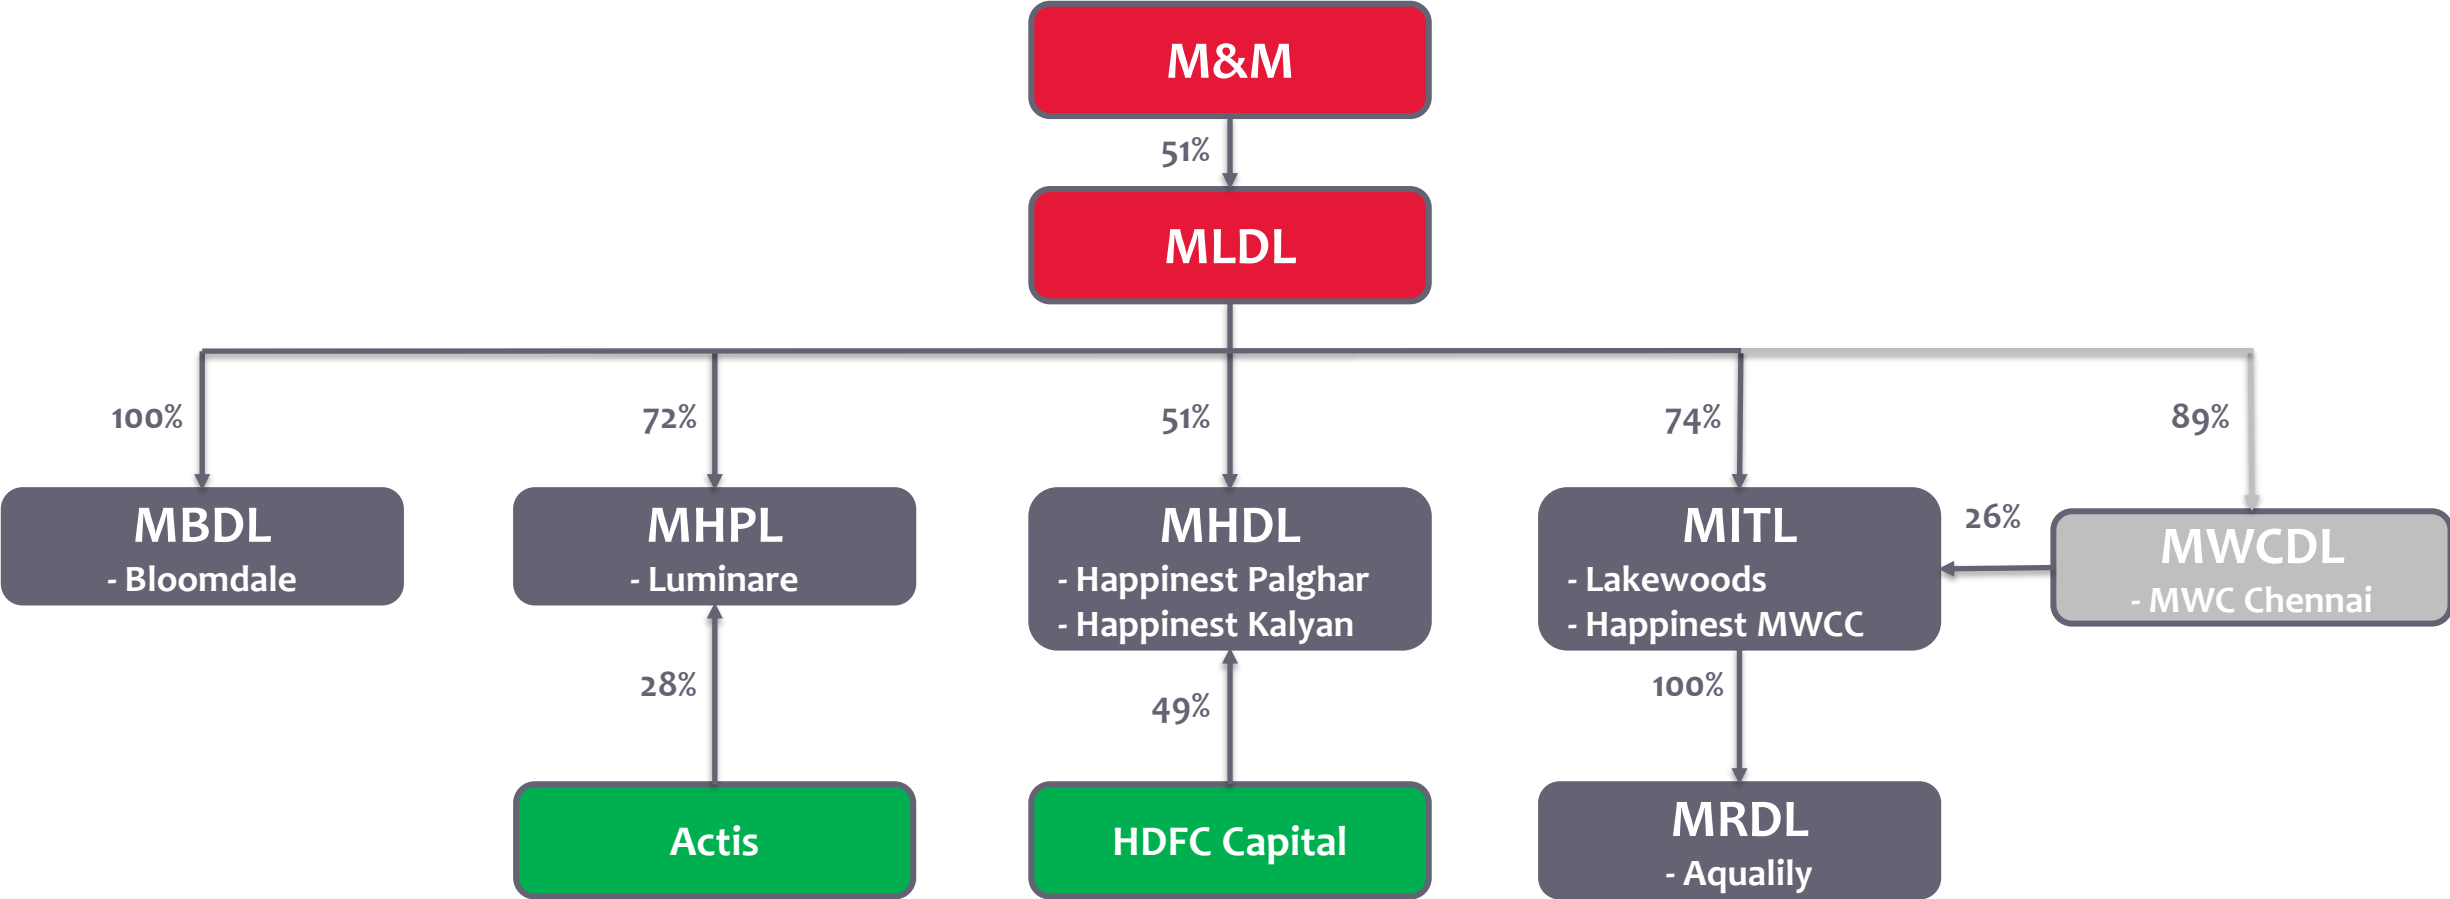 M&M
51%
MLDL
100%
72%
51%
74%
89%
MBDL
- Bloomdale
MHPL
- Luminare
MHDL
- Happinest Palghar
- Happinest Kalyan
MITL
- Lakewoods
- Happinest MWCC
26%
MWCDL
- MWC Chennai
28%
49%
100%
Actis
HDFC Capital
MRDL
- Aqualily